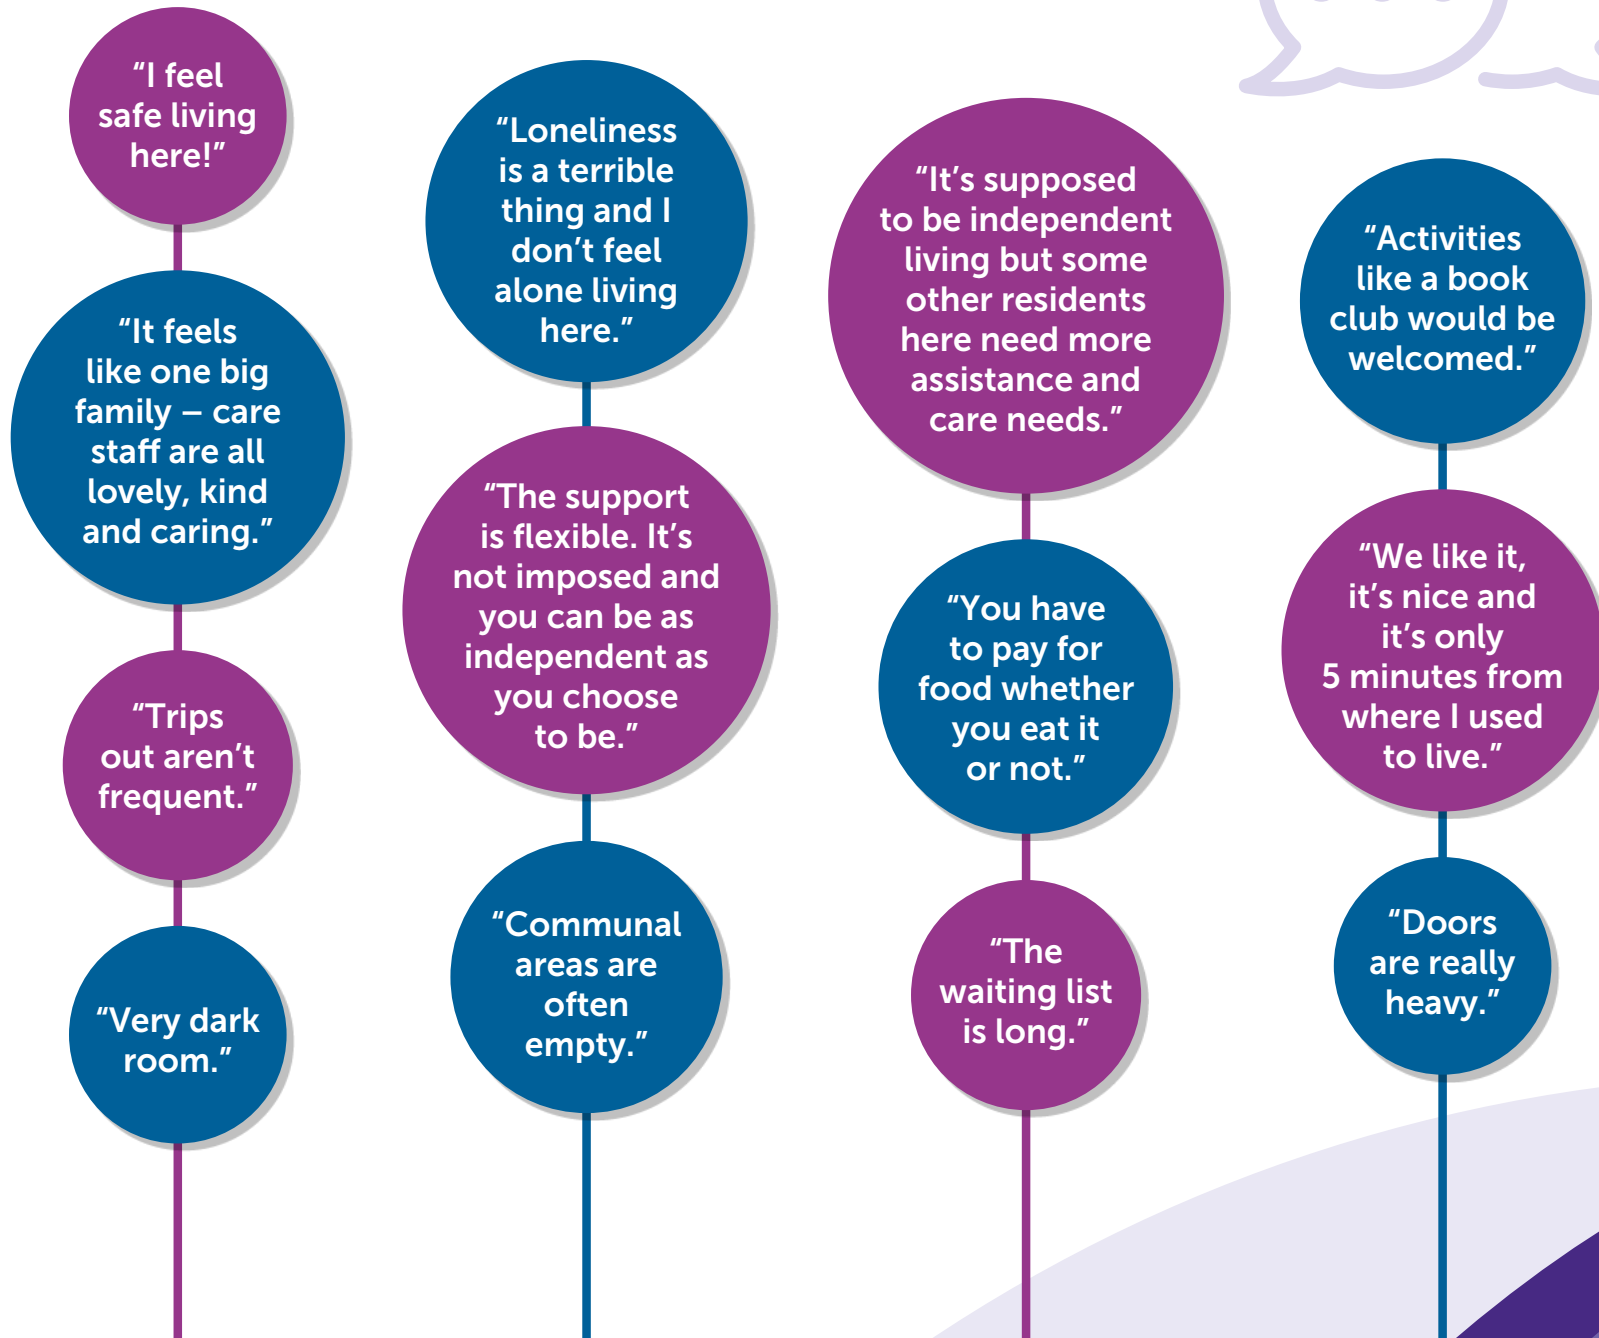 “I feel
safe living
here!”
“It feels
like one big
family – care
staff are all
lovely, kind
and caring.”
“Trips
out aren’t
frequent.”
“Very dark
room.”
“Loneliness
is a terrible
thing and I
don’t feel
alone living
here.”
“The support
is flexible. It’s
not imposed and
you can be as
independent as
you choose
to be.”
“Communal
areas are
often
empty.”
“It’s supposed
to be independent
living but some
other residents
here need more
assistance and
care needs.”
“You have
to pay for
food whether
you eat it
or not.”
“The
waiting list
is long.”
“Activities
like a book
club would be
welcomed.”
“We like it,
it’s nice and
it’s only
5 minutes from
where I used
to live.”
“Doors
are really
heavy.”